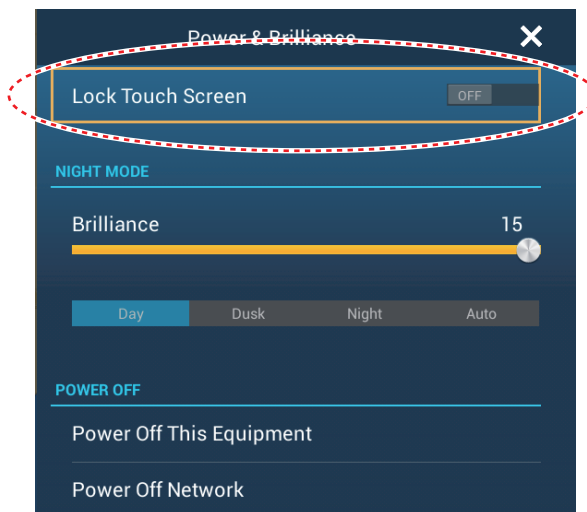 Power & Brilliance
Lock Touch Screen
OFF
NIGHT MODE
Brilliance
15
Day Dusk Night Auto
POWER OFF
Power Off This Equipment
Power Off Network